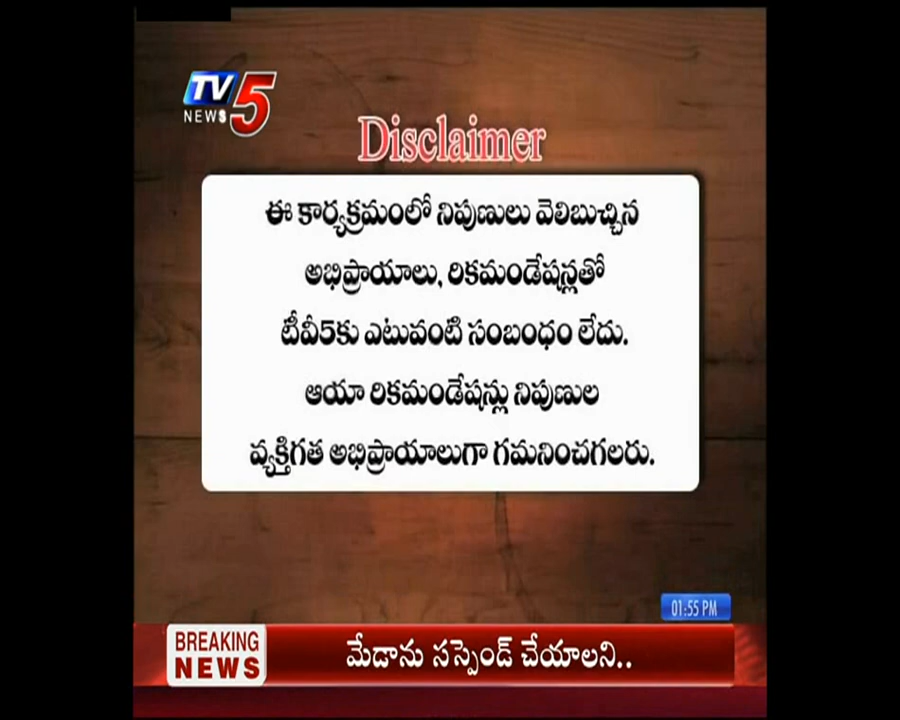 TV5
NEWS
Disclaimer
ఈ కార్యక్రమంలో నిపుణులు వెలిబుచ్చిన
అభిప్రాయాలు, రికమండేషన్లతో
టీవీ5కు ఎటువంటి సంబంధం లేదు.
ఆయా రికమండేషన్లు నిపుణుల
వ్యక్తిగత అభిప్రాయాలుగా గమనించగలరు.
01:55 PM
BREAKING
NEWS
మేడాను సస్పెండ్ చేయాలని..